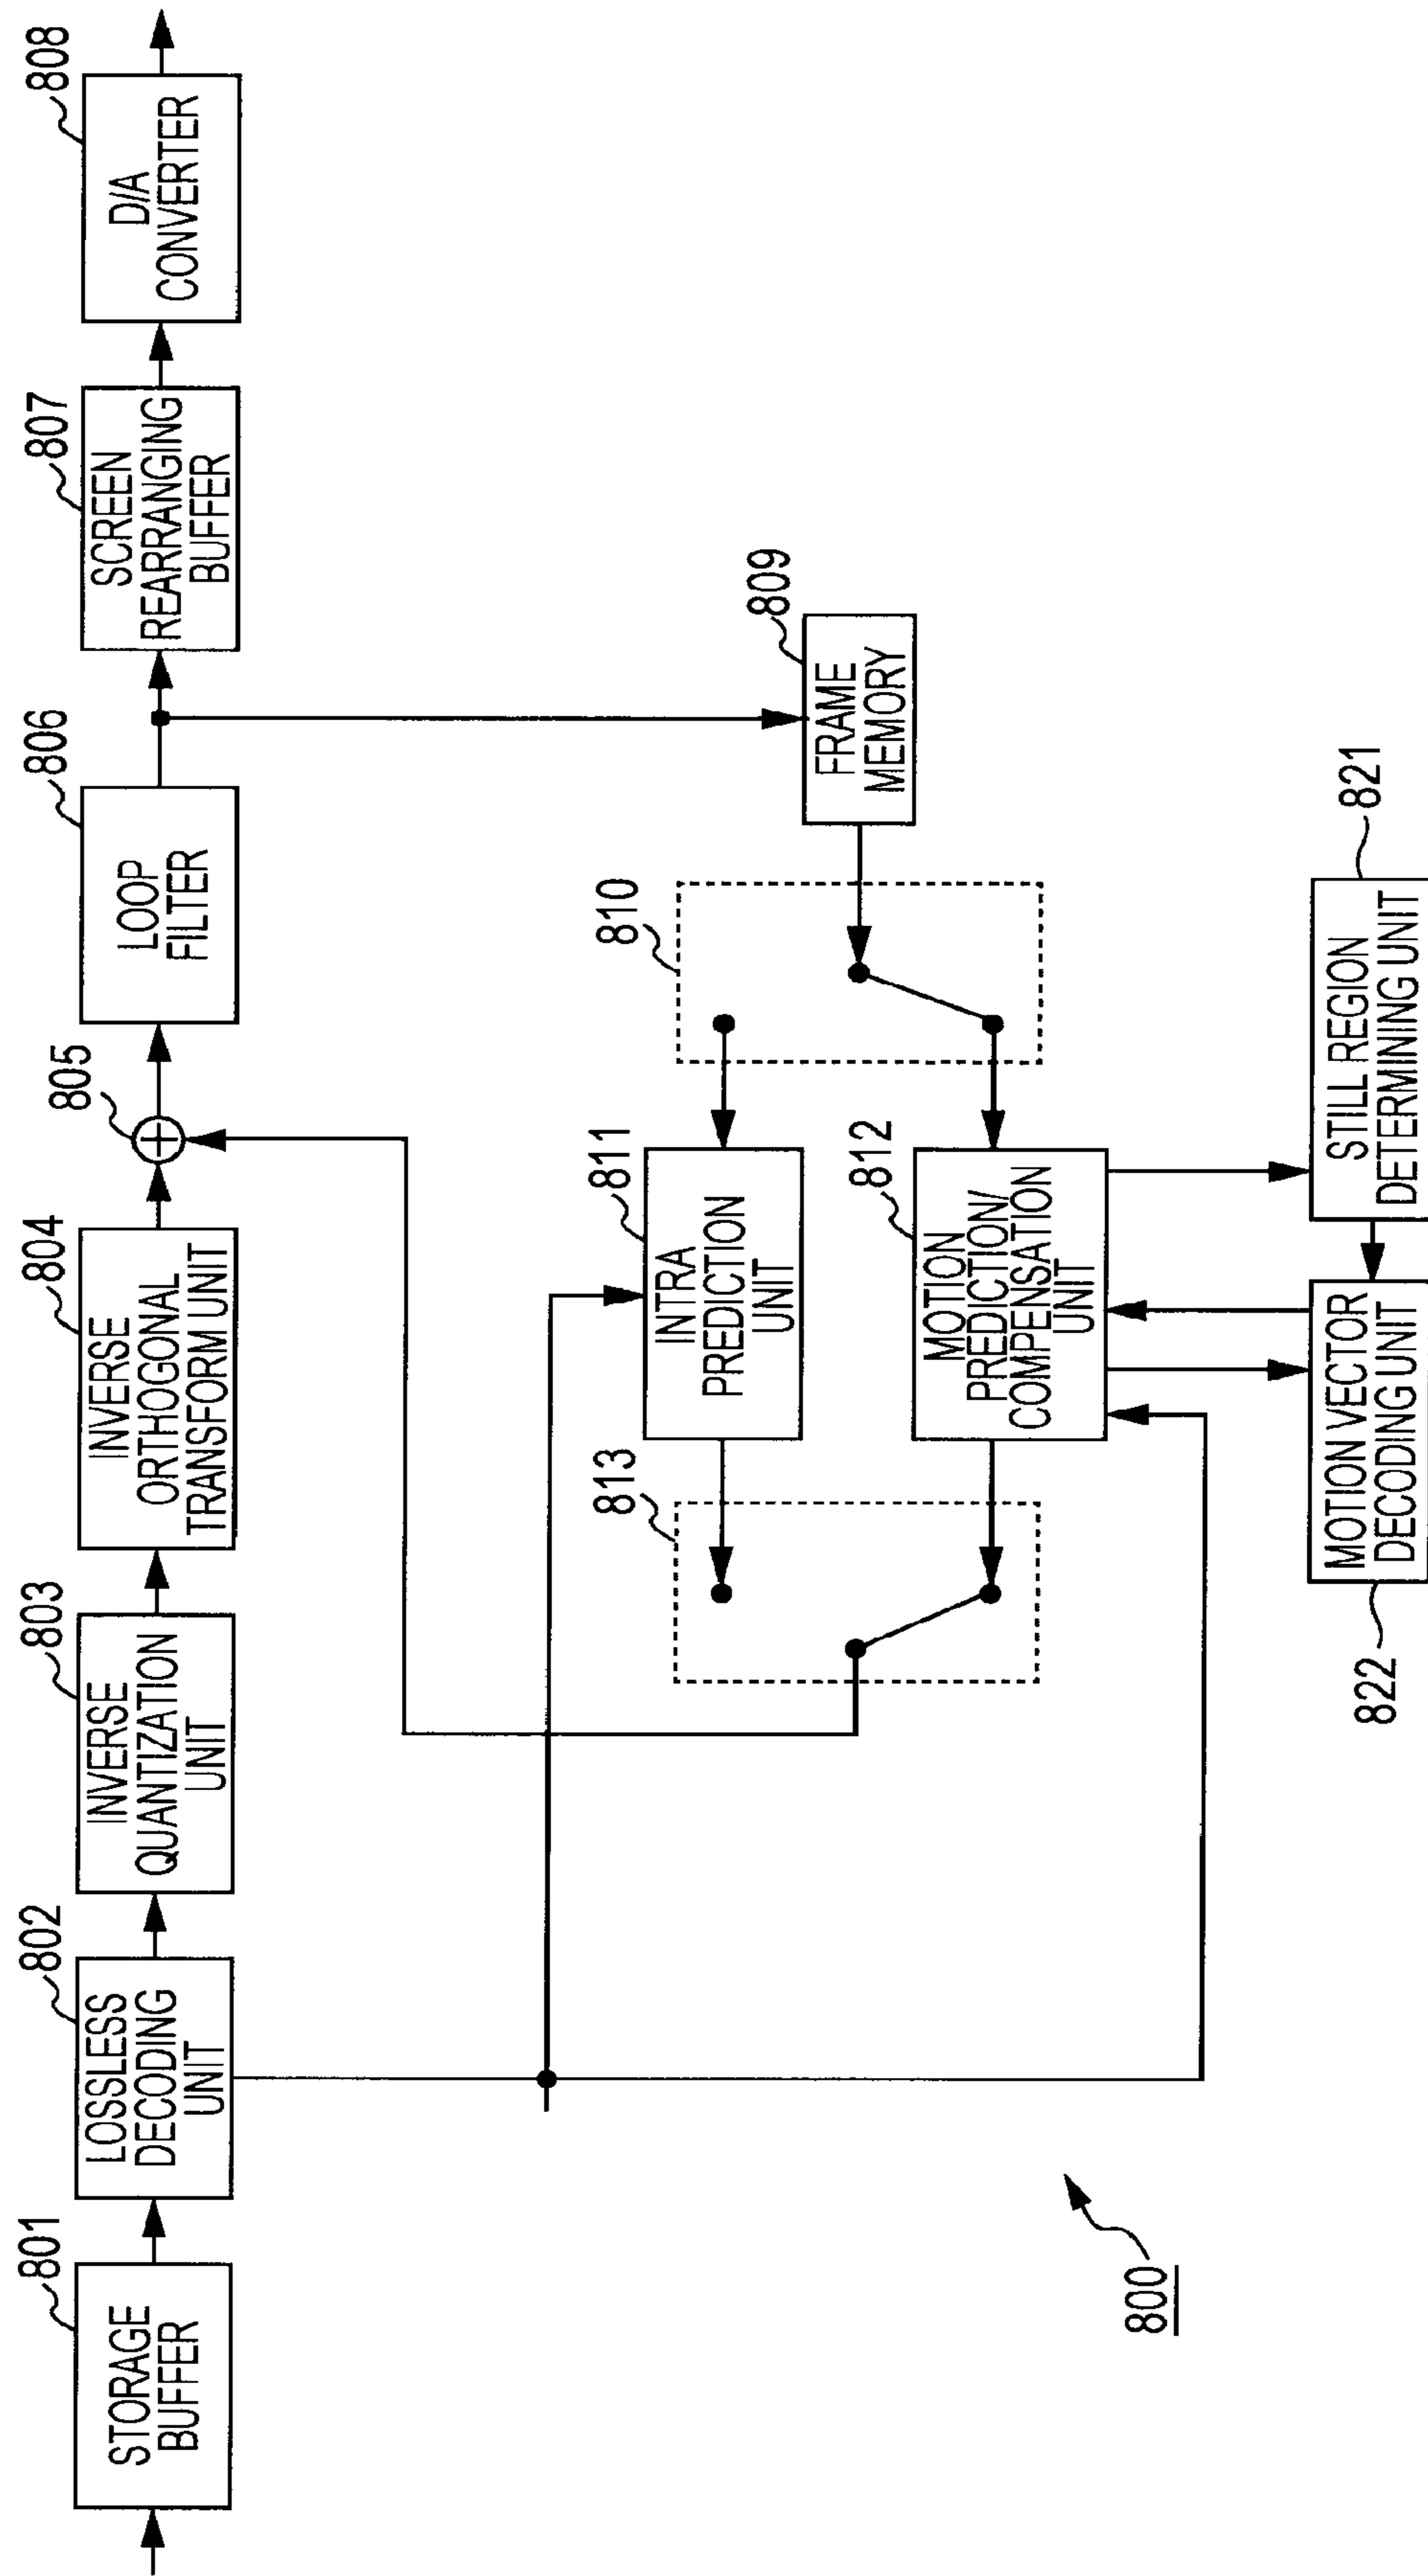 801
STORAGE
BUFFER
802
LOSSLESS
DECODING
UNIT
803
INVERSE
QUANTIZATION
UNIT
804
INVERSE
ORTHOGONAL
TRANSFORM UNIT
805
806
LOOP
FILTER
807
SCREEN
REARRANGING
BUFFER
808
D/A
CONVERTER
809
FRAME
MEMORY
810
811
INTRA
PREDICTION
UNIT
812
MOTION
PREDICTION/
COMPENSATION
UNIT
813
821
STILL REGION
DETERMINING UNIT
MOTION VECTOR
DECODING UNIT
822
800